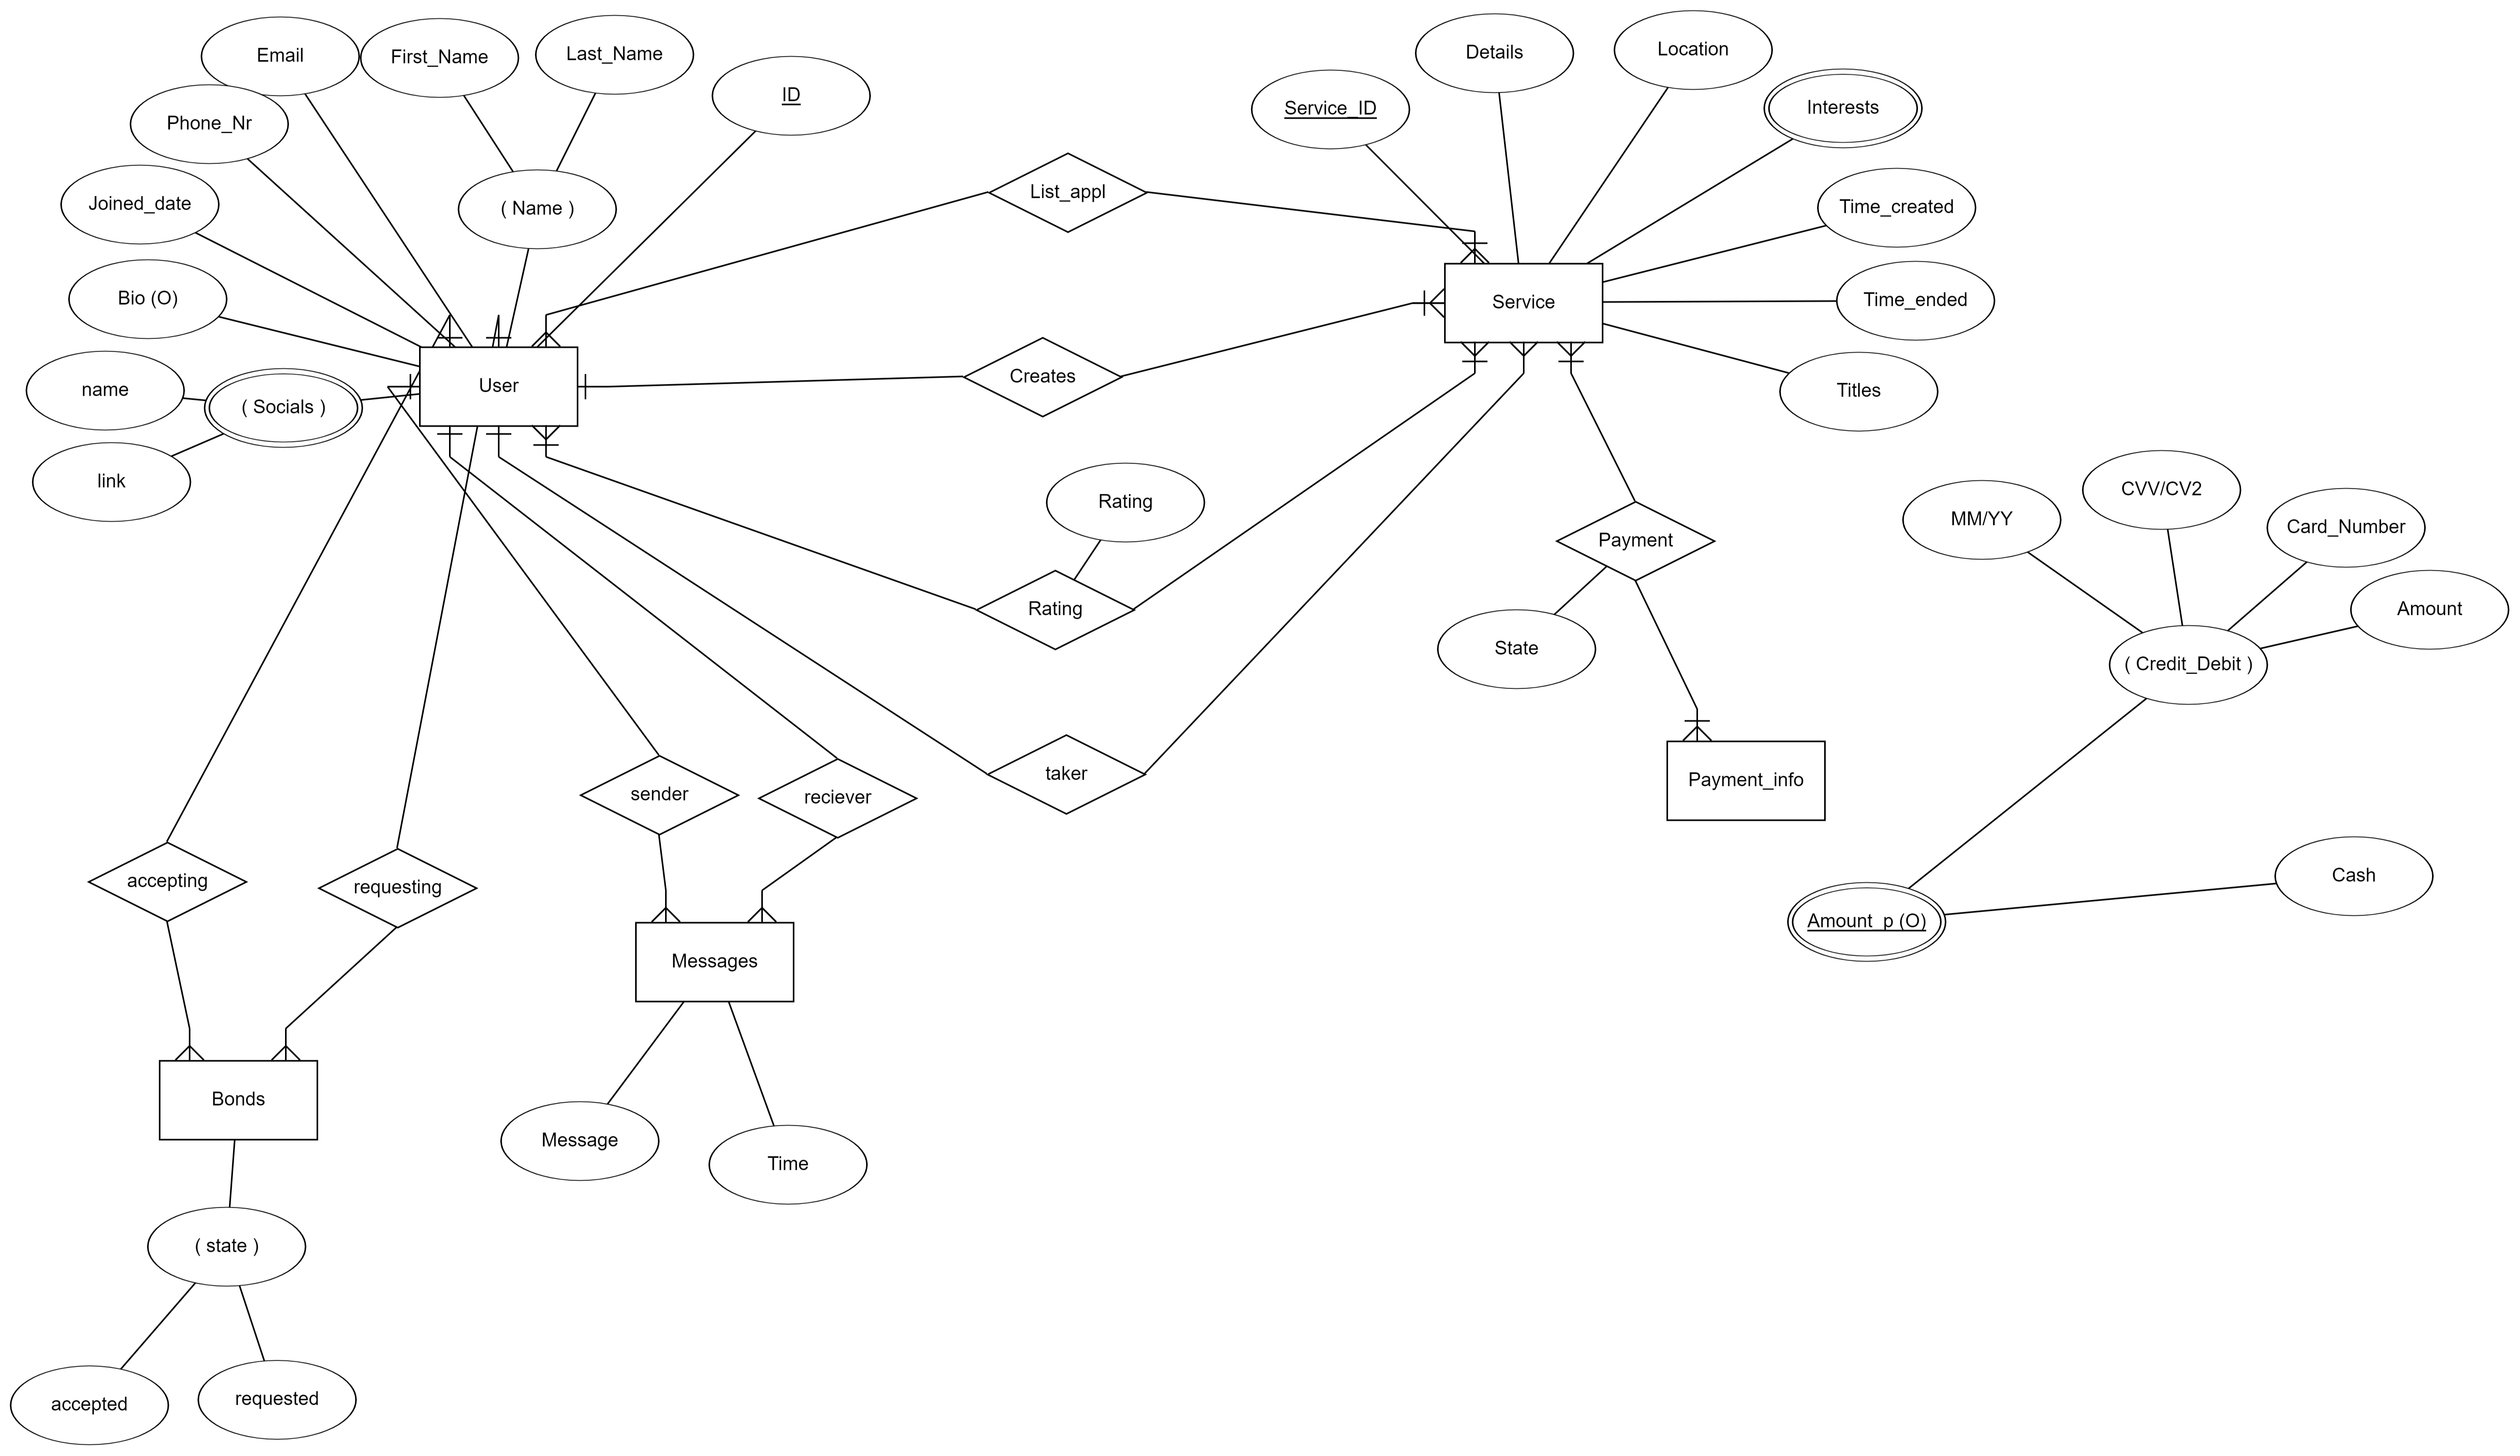 Email
First_Name
Last_Name
ID
Phone_Nr
Joined_date
( Name )
Bio (O)
name
( Socials )
link
User
List_appl
Creates
Service_ID
Details
Location
Interests
Time_created
Time_ended
Titles
Service
Rating
Rating
taker
Payment
State
Payment_info
MM/YY
CVV/CV2
Card_Number
Amount
( Credit_Debit )
Cash
Amount_p (O)
accepting
requesting
sender
reciever
Messages
Message
Time
Bonds
( state )
accepted
requested